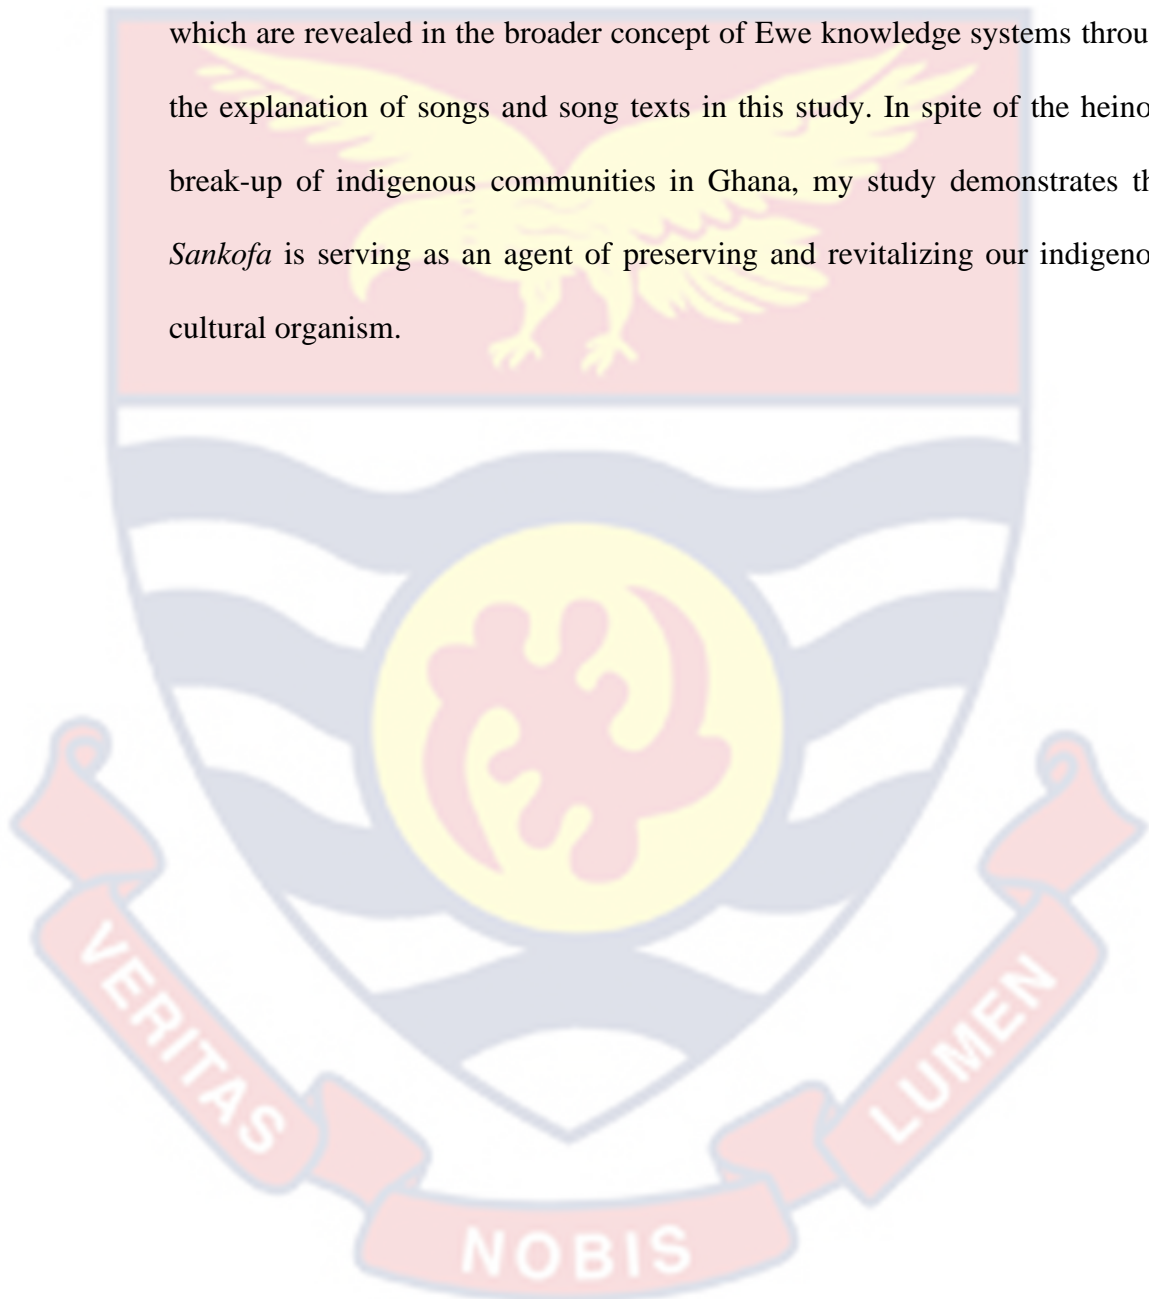 which are revealed in the broader concept of Ewe knowledge systems throu
the explanation of songs and song texts in this study. In spite of the heino
break-up of indigenous communities in Ghana, my study demonstrates th
Sankofa is serving as an agent of preserving and revitalizing our indigeno
cultural organism.
VERITAS
NOBIS
LUMEN